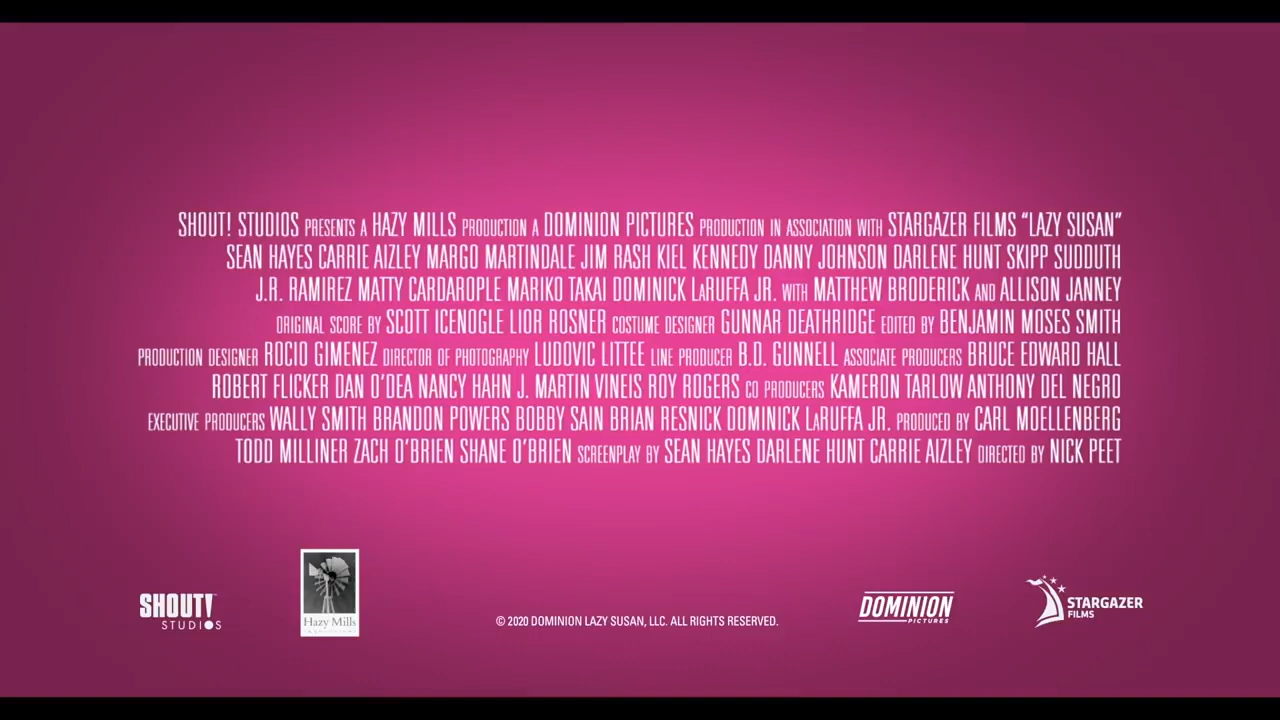 SHOUT! STUDIOS PRESENTS A HAZY MILLS PRODUCTION A DOMINION PICTURES PRODUCTION IN ASSOCIATION WITH STARGAZER FILMS “LAZY SUSAN”
SEAN HAYES CARRIE AIZLEY MARGO MARTINDALE JIM RASH KIEL KENNEDY DANNY JOHNSON DARLENE HUNT SKIPP SUDDUTH
J.R. RAMIREZ MATTY CARDAROPLE MARIKO TAKAI DOMINICK LaRUFFA JR. WITH MATTHEW BRODERICK AND ALLISON JANNEY
ORIGINAL SCORE BY SCOTT ICENOGLE LIOR ROSNER COSTUME DESIGNER GUNNAR DEATHRIDGE EDITED BY BENJAMIN MOSES SMITH
PRODUCTION DESIGNER ROCIO GIMENEZ DIRECTOR OF PHOTOGRAPHY LUDOVIC LITTEE LINE PRODUCER B.D. GUNNELL ASSOCIATE PRODUCERS BRUCE EDWARD HALL
ROBERT FLICKER DAN O’DEA NANCY HAHN J. MARTIN VINEIS ROY ROGERS CO PRODUCERS KAMERON TARLOW ANTHONY DEL NEGRO
EXECUTIVE PRODUCERS WALLY SMITH BRANDON POWERS BOBBY SAIN BRIAN RESNICK DOMINICK LaRUFFA JR. PRODUCED BY CARL MOELLENBERG
TODD MILLINER ZACH O’BRIEN SHANE O’BRIEN SCREENPLAY BY SEAN HAYES DARLENE HUNT CARRIE AIZLEY DIRECTED BY NICK PEET
SHOUT!
STUDIOS
Hazy Mills
© 2020 DOMINION LAZY SUSAN, LLC. ALL RIGHTS RESERVED.
DOMINION
PICTURES
STARGAZER
FILMS